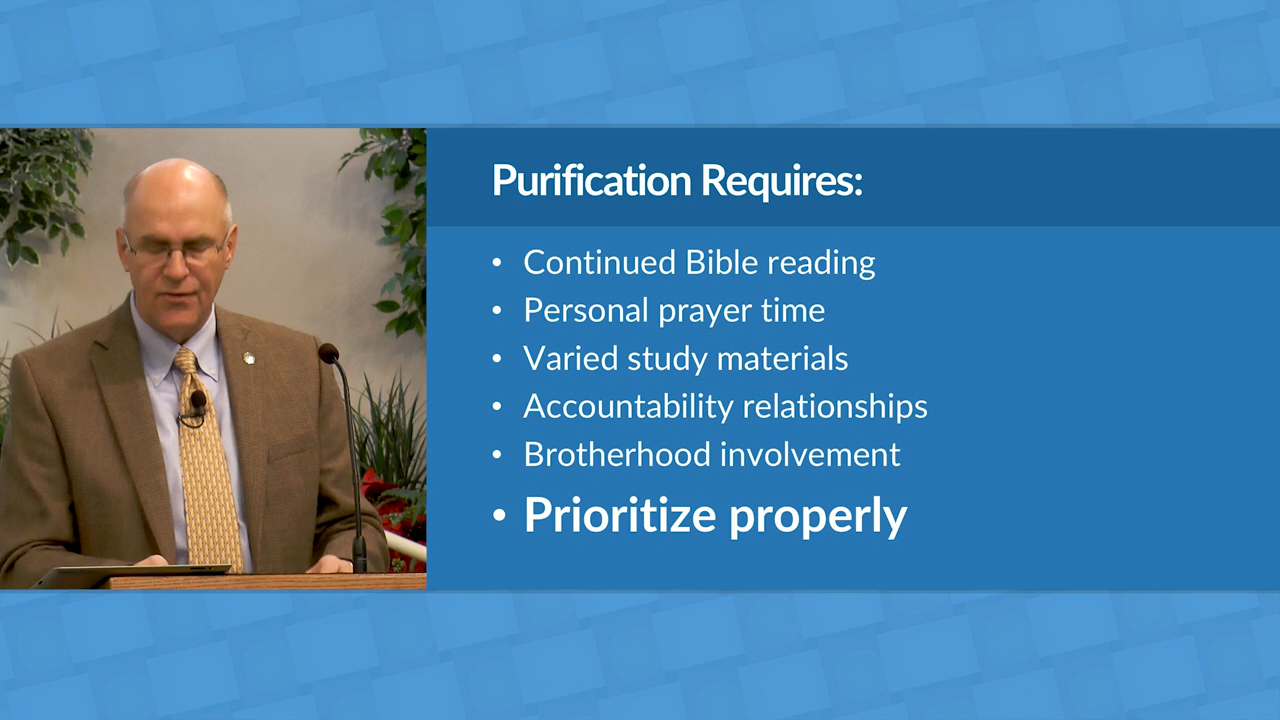 Purification Requires:
• Continued Bible reading
• Personal prayer time
• Varied study materials
• Accountability relationships
• Brotherhood involvement
• Prioritize properly